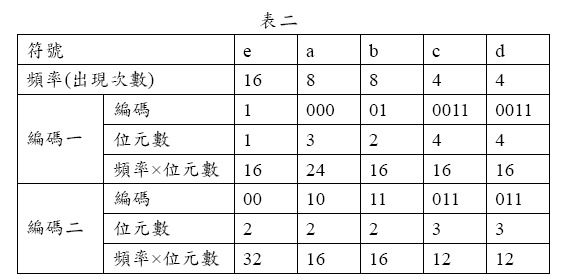 表二
符號 e a b c d
頻率(出現次數) 16 8 8 4 4
編碼一 編碼 1 000 01 0011 0011
位元數 1 3 2 4 4
頻率×位元數 16 24 16 16 16
編碼二 編碼 00 10 11 011 011
位元數 2 2 2 3 3
頻率×位元數 32 16 16 12 12